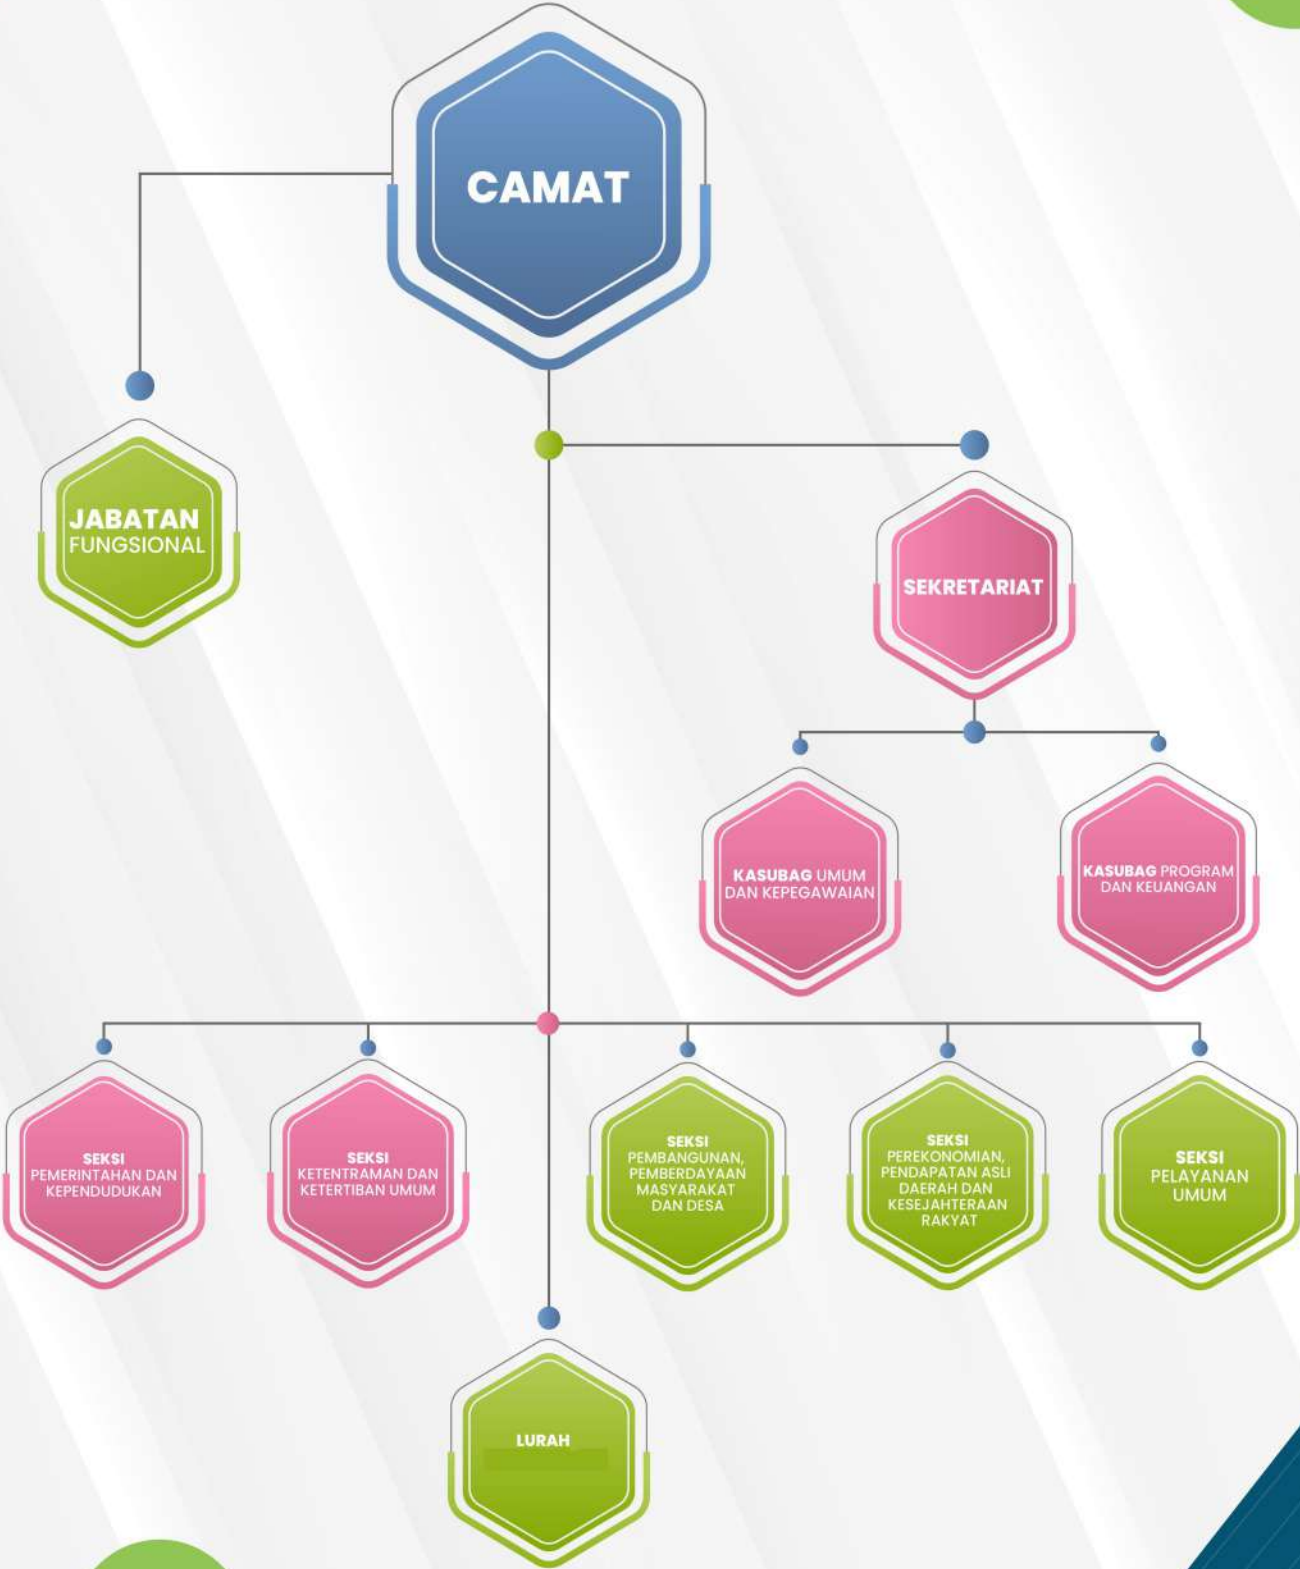 CAMAT
JABATAN
FUNGSIONAL
SEKRETARIAT
KASUBAG UMUM
DAN KEPEGAWAIAN
KASUBAG PROGRAM
DAN KEUANGAN
SEKSI
PEMERINTAHAN DAN
KEPENDUDUKAN
SEKSI
KETENTRAMAN DAN
KETERTIBAN UMUM
SEKSI
PEMBANGUNAN,
PEMBERDAYAAN
MASYARAKAT
DAN DESA
SEKSI
PEREKONOMIAN,
PENDAPATAN ASLI
DAERAH DAN
KESEJAHTERAAN
RAKYAT
SEKSI
PELAYANAN
UMUM
LURAH